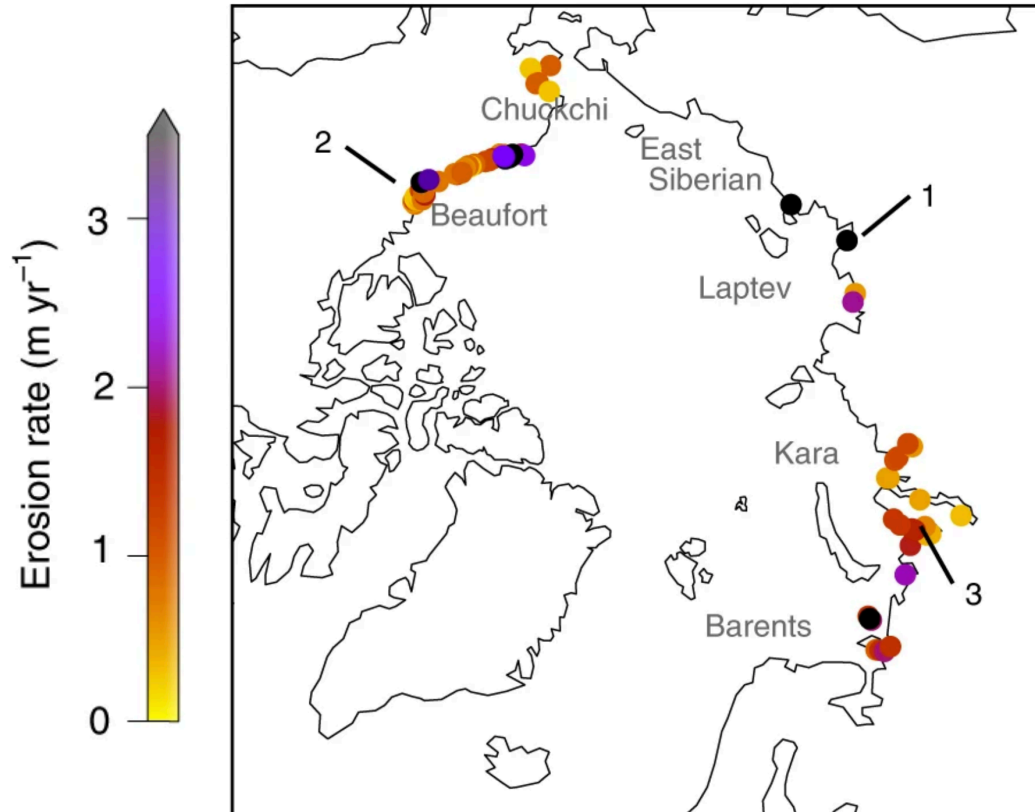 Erosion rate (m yr⁻¹)
3
2
1
0
2
Chuckchi
East
Siberian
1
Beaufort
Laptev
Kara
3
Barents